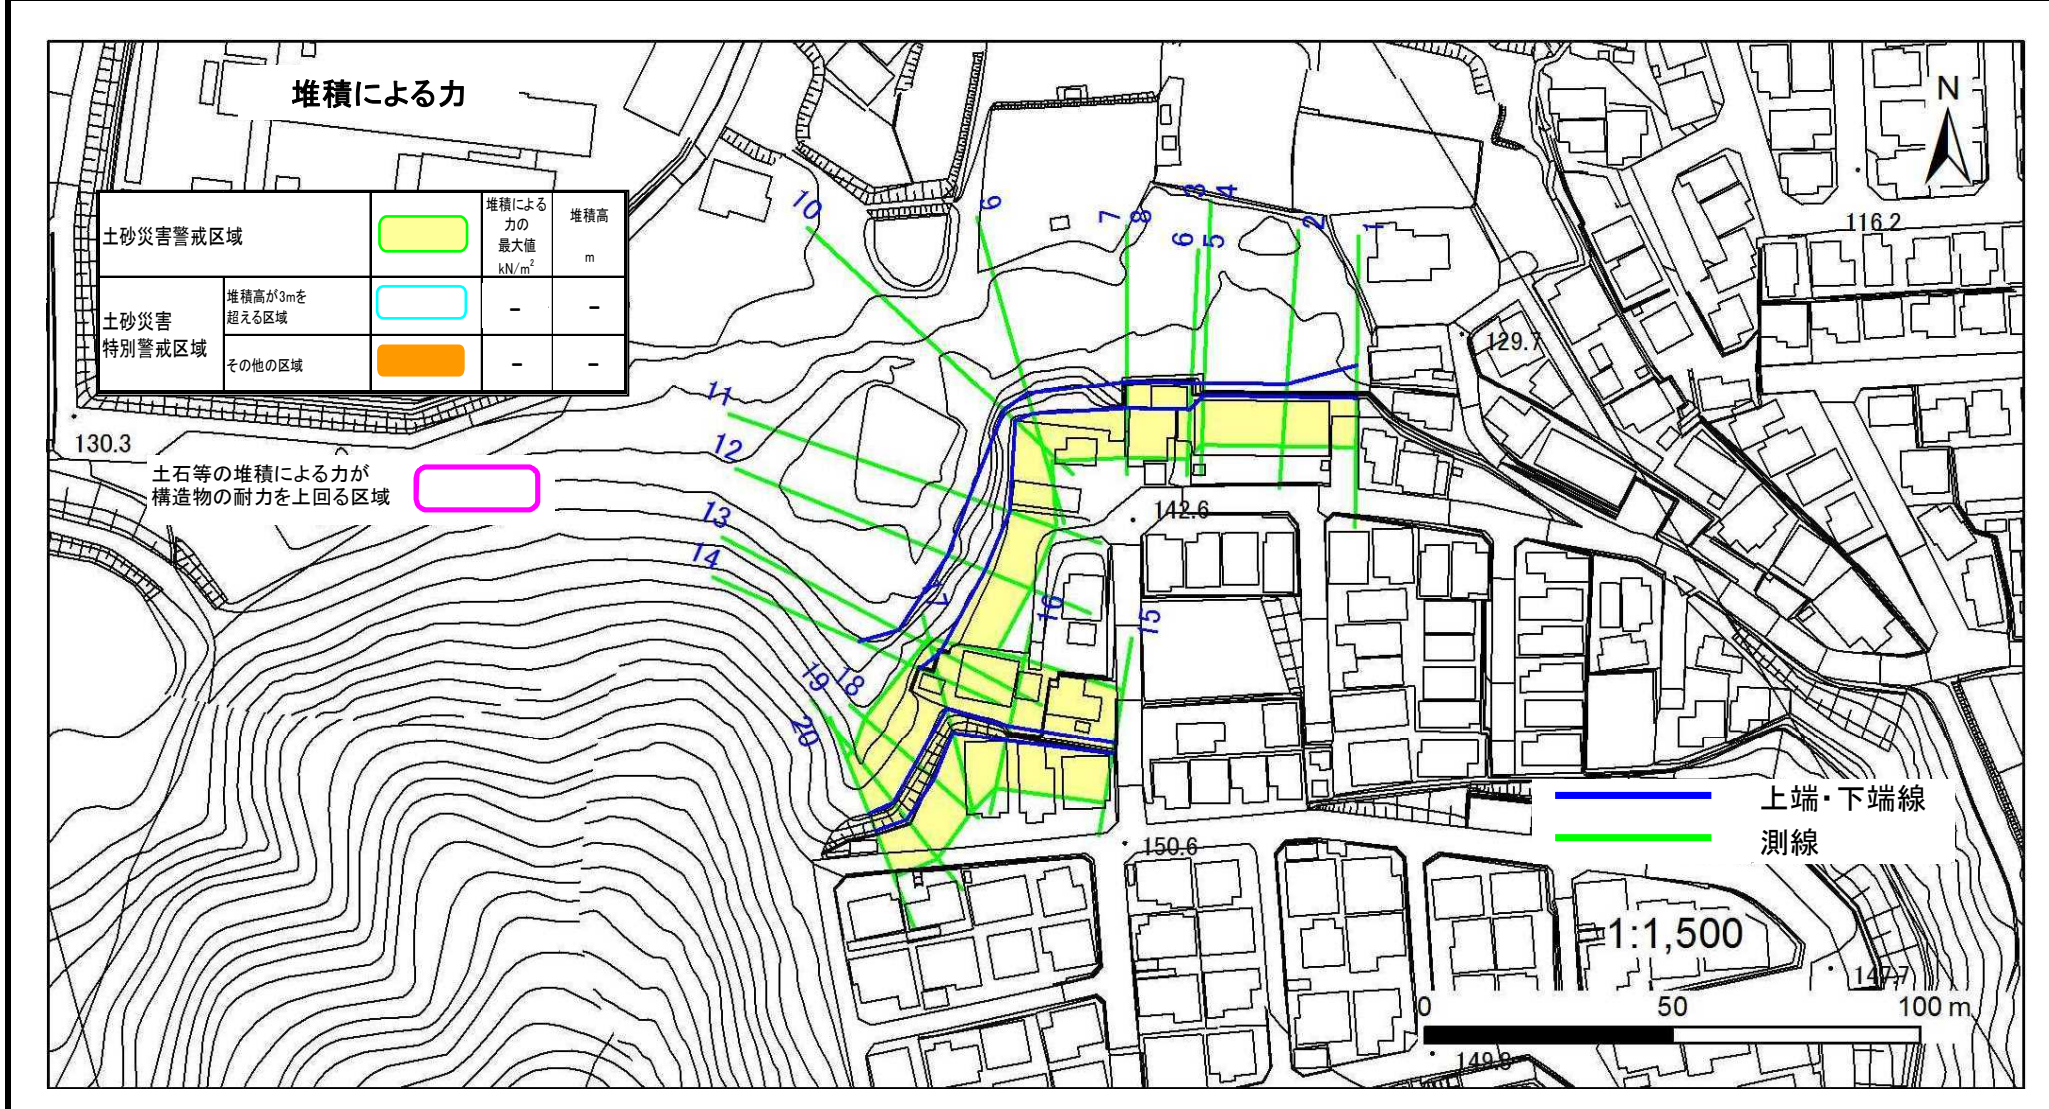 堆積による力
N
土砂災害警戒区域
堆積による
力の
最大値
kN/m²
堆積高
m
土砂災害
特別警戒区域
堆積高が3mを
超える区域
-
-
その他の区域
-
-
土石等の堆積による力が
構造物の耐力を上回る区域
10
9
7
8
3
4
6
5
2
1
11
12
13
14
17
16
15
19
18
20
116.2
129.7
130.3
142.6
150.6
147.7
149.8
上端・下端線
測線
1:1,500
0
50
100 m